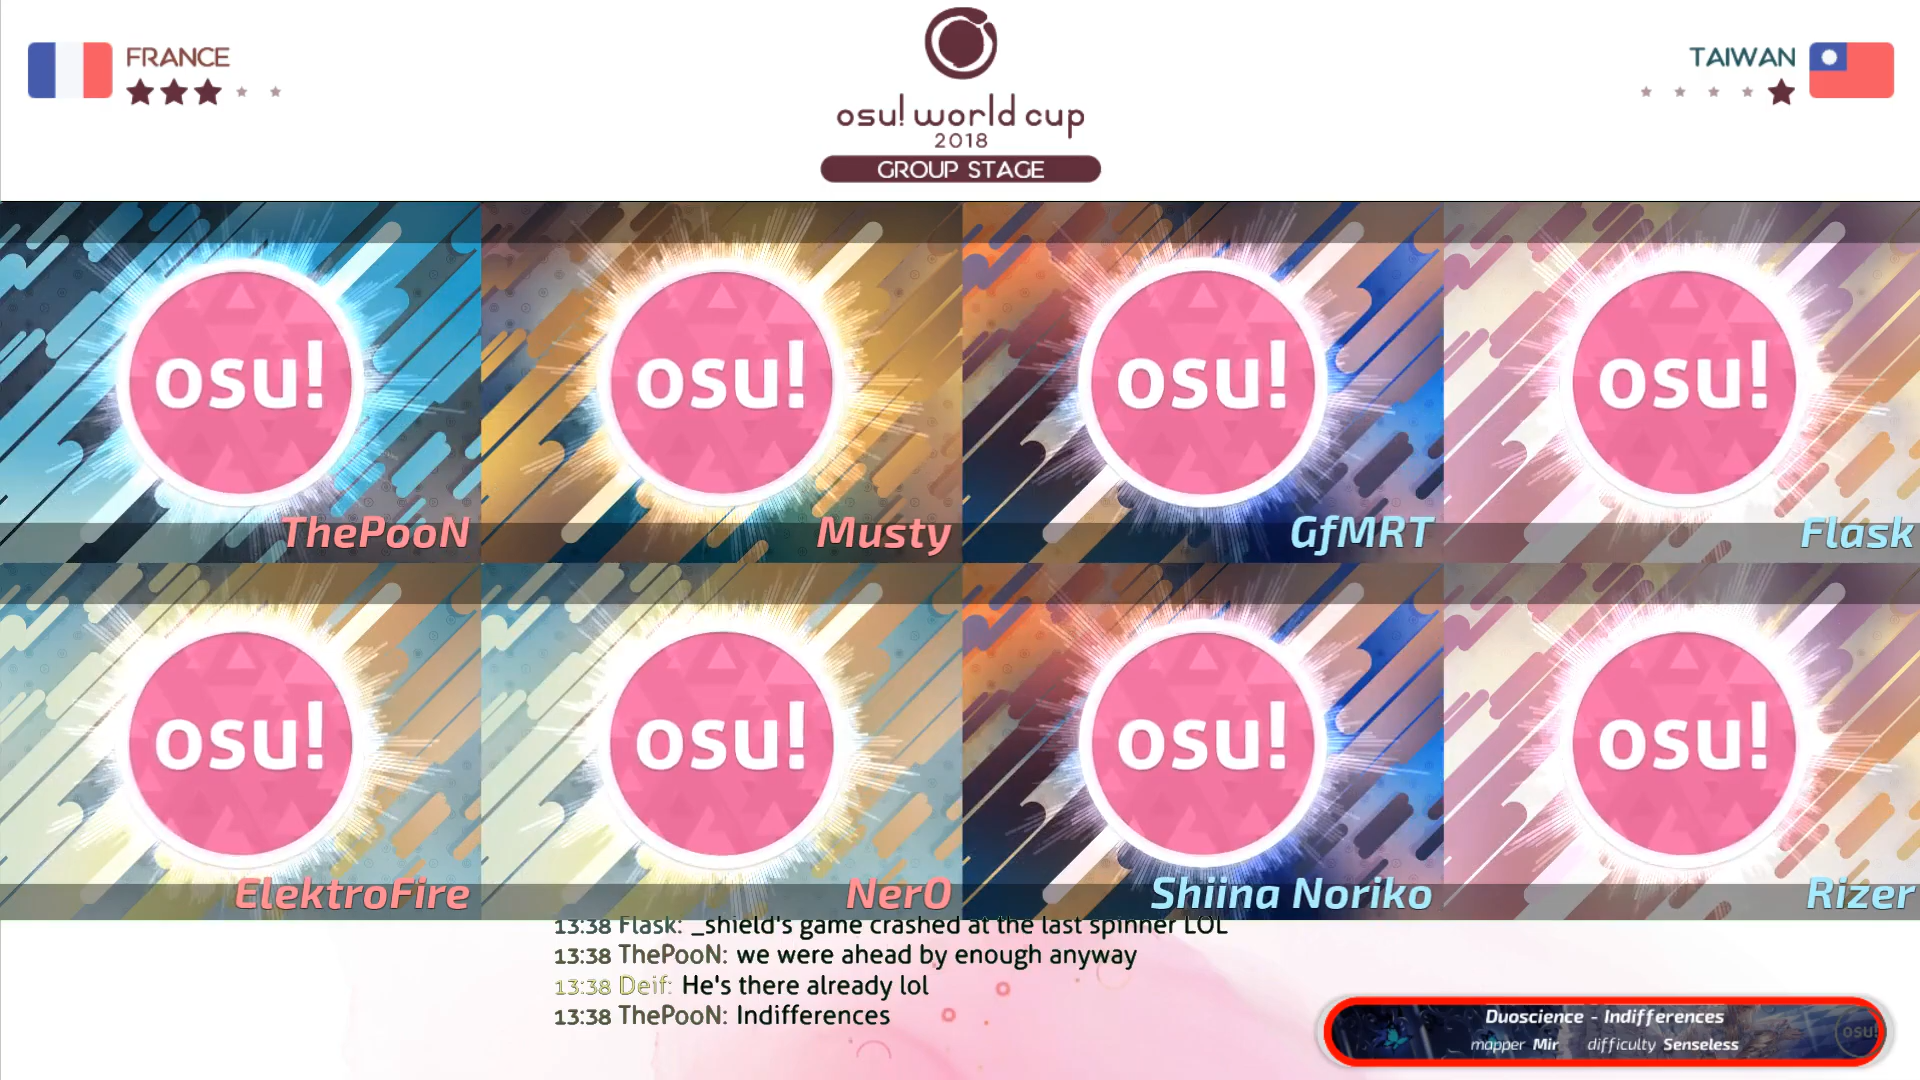 FRANCE
TAIWAN
osu! world cup
2018
GROUP STAGE
osu!
osu!
osu!
osu!
ThePooN
Musty
GfMRT
Flask
osu!
osu!
osu!
osu!
ElektroFire
NerO
Shiina Noriko
Rizer
13:38 Flask: _shield's game crashed at the last spinner LOL
13:38 ThePooN: we were ahead by enough anyway
13:38 Deif: He's there already lol
13:38 ThePooN: Indifferences
Duoscience - Indifferences
mapper Mir difficulty Senseless
osu!